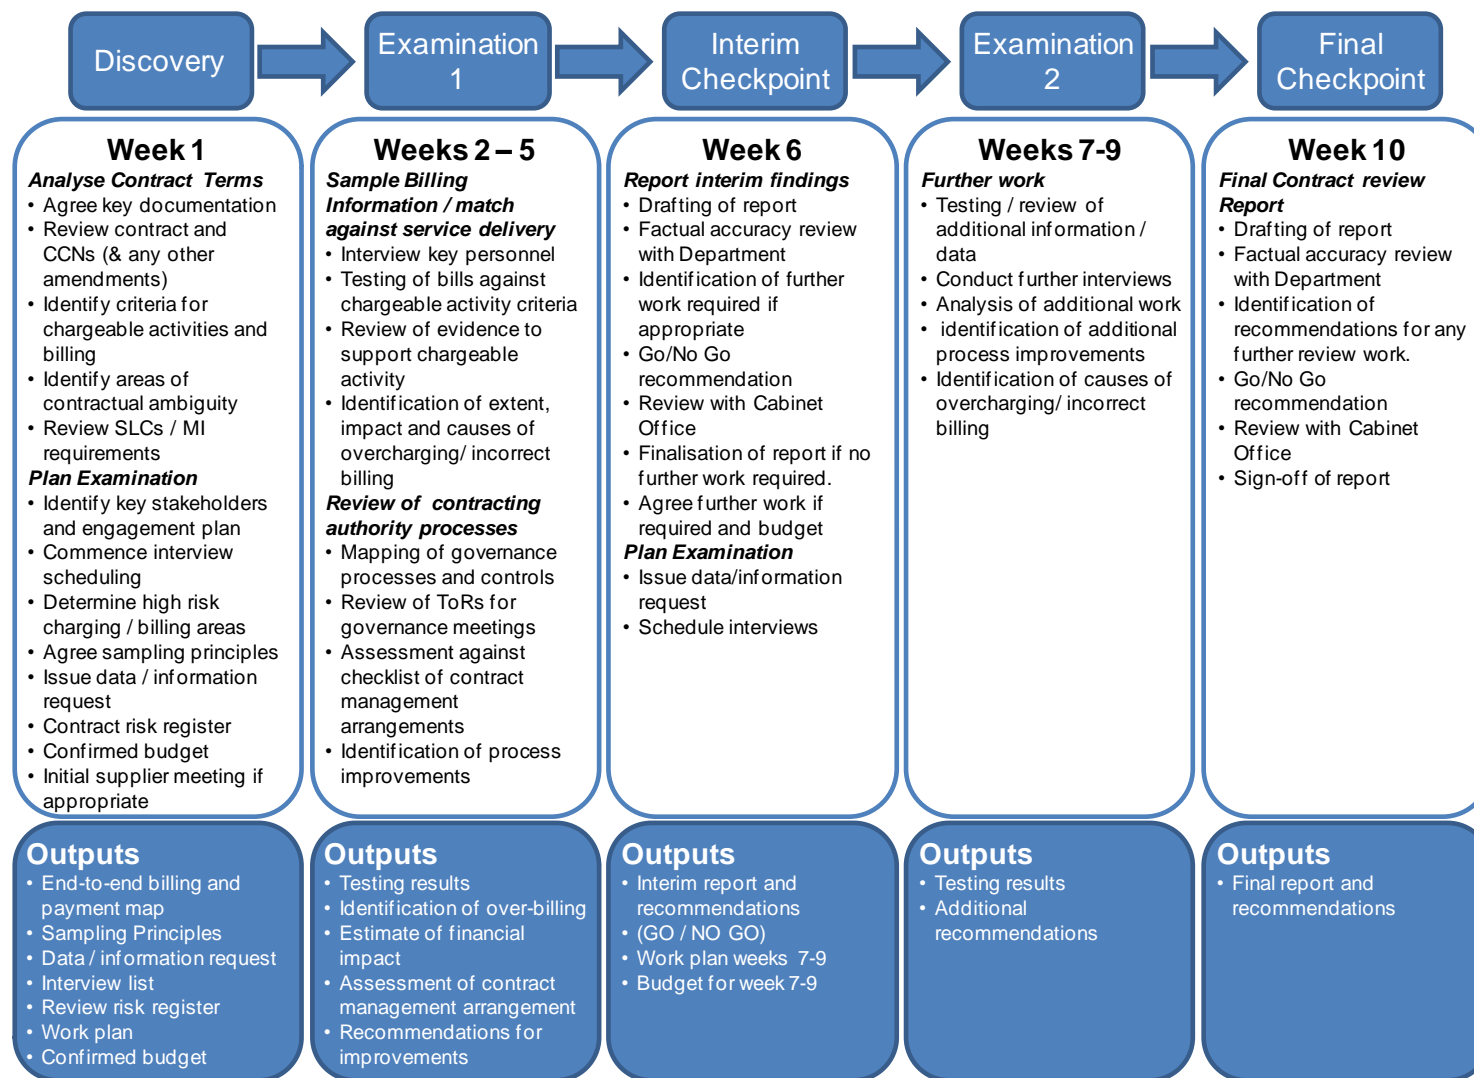 Discovery
Examination
1
Interim
Checkpoint
Examination
2
Final
Checkpoint
Week 1
Analyse Contract Terms
• Agree key documentation
• Review contract and
CCNs (& any other
amendments)
• Identify criteria for
chargeable activities and
billing
• Identify areas of
contractual ambiguity
• Review SLCs / MI
requirements
Plan Examination
• Identify key stakeholders
and engagement plan
• Commence interview
scheduling
• Determine high risk
charging / billing areas
• Agree sampling principles
• Issue data / information
request
• Contract risk register
• Confirmed budget
• Initial supplier meeting if
appropriate
Weeks 2 – 5
Sample Billing
Information / match
against service delivery
• Interview key personnel
• Testing of bills against
chargeable activity criteria
• Review of evidence to
support chargeable
activity
• Identification of extent,
impact and causes of
overcharging/ incorrect
billing
Review of contracting
authority processes
• Mapping of governance
processes and controls
• Review of ToRs for
governance meetings
• Assessment against
checklist of contract
management
arrangements
• Identification of process
improvements
Week 6
Report interim findings
• Drafting of report
• Factual accuracy review
with Department
• Identification of further
work required if
appropriate
• Go/No Go
recommendation
• Review with Cabinet
Office
• Finalisation of report if no
further work required.
• Agree further work if
required and budget
Plan Examination
• Issue data/information
request
• Schedule interviews
Weeks 7-9
Further work
• Testing / review of
additional information /
data
• Conduct further interviews
• Analysis of additional work
• identification of additional
process improvements
• Identification of causes of
overcharging/ incorrect
billing
Week 10
Final Contract review
Report
• Drafting of report
• Factual accuracy review
with Department
• Identification of
recommendations for any
further review work.
• Go/No Go
recommendation
• Review with Cabinet
Office
• Sign-off of report
Outputs
• End-to-end billing and
payment map
• Sampling Principles
• Data / information request
• Interview list
• Review risk register
• Work plan
• Confirmed budget
Outputs
• Testing results
• Identification of over-billing
• Estimate of financial
impact
• Assessment of contract
management arrangement
• Recommendations for
improvements
Outputs
• Interim report and
recommendations
• (GO / NO GO)
• Work plan weeks 7-9
• Budget for week 7-9
Outputs
• Testing results
• Additional
recommendations
Outputs
• Final report and
recommendations